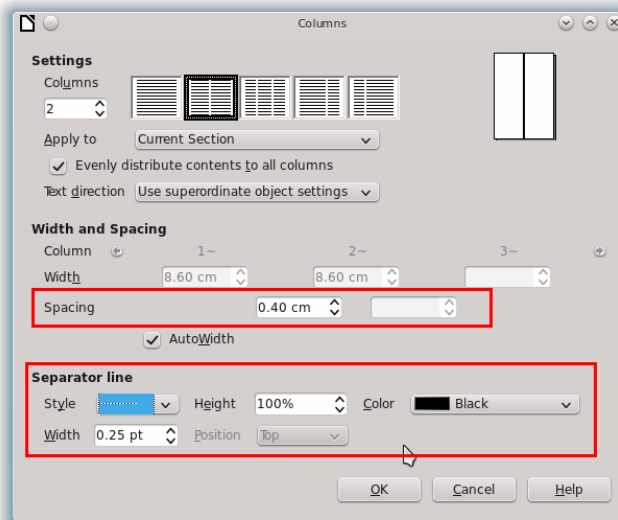 Columns
Settings
Columns
2
Apply to Current Section
Evenly distribute contents to all columns
Text direction Use superordinate object settings
Width and Spacing
Column 1~ 2~ 3~
Width 8.60 cm 8.60 cm
Spacing 0.40 cm
AutoWidth
Separator line
Style Height 100% Color Black
Width 0.25 pt Position Top
OK Cancel Help